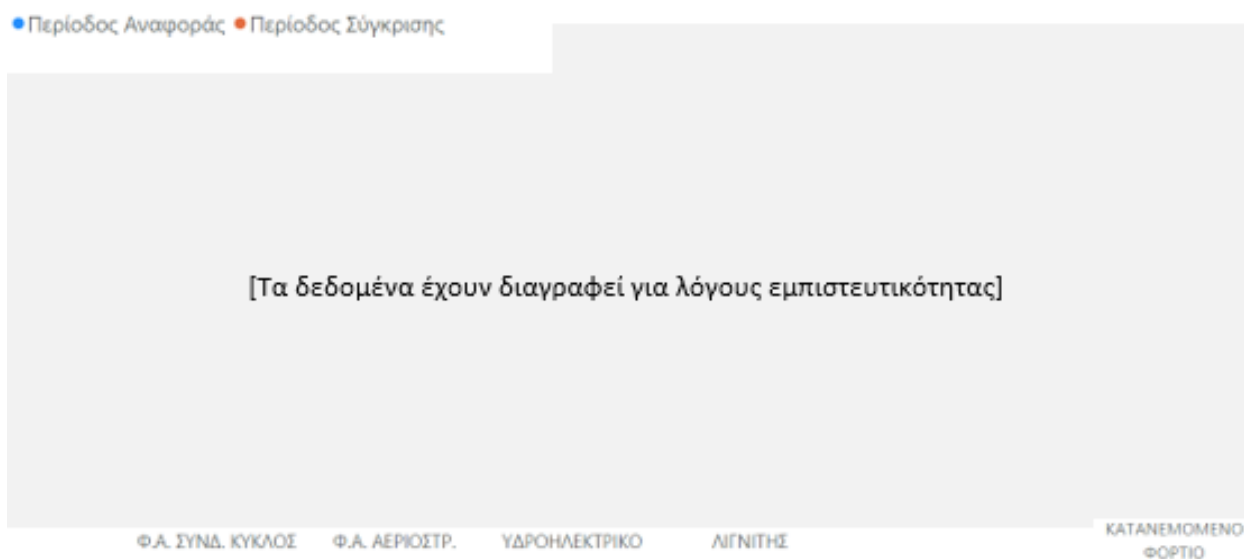 Περίοδος Αναφοράς Περίοδος Σύγκρισης
[Τα δεδομένα έχουν διαγραφεί για λόγους εμπιστευτικότητας]
Φ.Α. ΣΥΝΔ. ΚΥΚΛΟΣ Φ.Α. ΑΕΡΙΟΣΤΡ. ΥΔΡΟΗΛΕΚΤΡΙΚΟ ΛΙΓΝΙΤΗΣ ΚΑΤΑΝΕΜΟΜΕΝΟ
ΦΟΡΤΙΟ